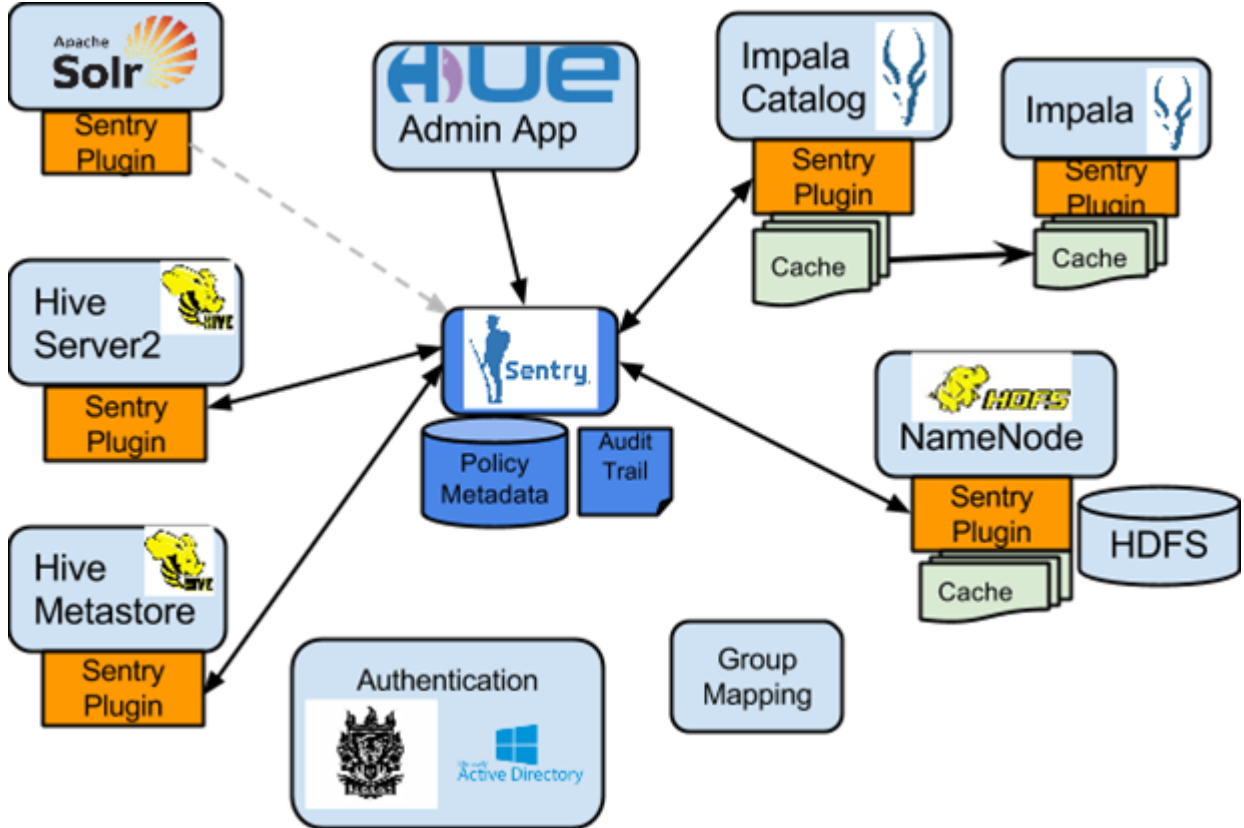 Apache
Solr
Sentry
Plugin
HUE
Admin App
Impala
Catalog
Sentry
Plugin
Cache
Impala
Sentry
Plugin
Cache
Hive
Server2
HIVE
Sentry
Plugin
Sentry
Policy
Metadata
Audit
Trail
HDFS
NameNode
Sentry
Plugin
Cache
HDFS
Hive
Metastore
Sentry
Plugin
Authentication
Active Directory
Group
Mapping